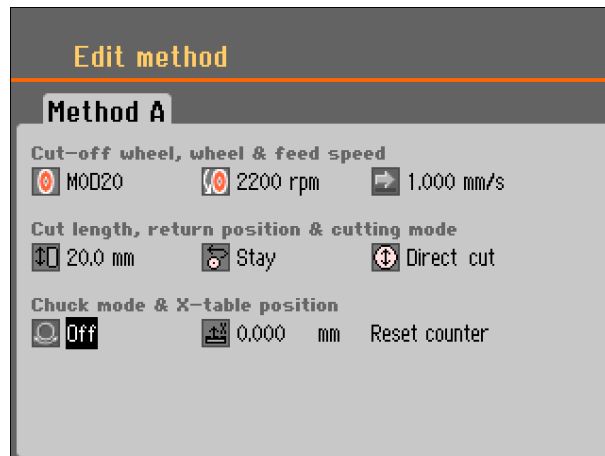 Edit method
Method A
Cut-off wheel, wheel & feed speed
MOD20 2200 rpm 1.000 mm/s
Cut length, return position & cutting mode
20.0 mm Stay Direct cut
Chuck mode & X-table position
Off 0.000 mm Reset counter